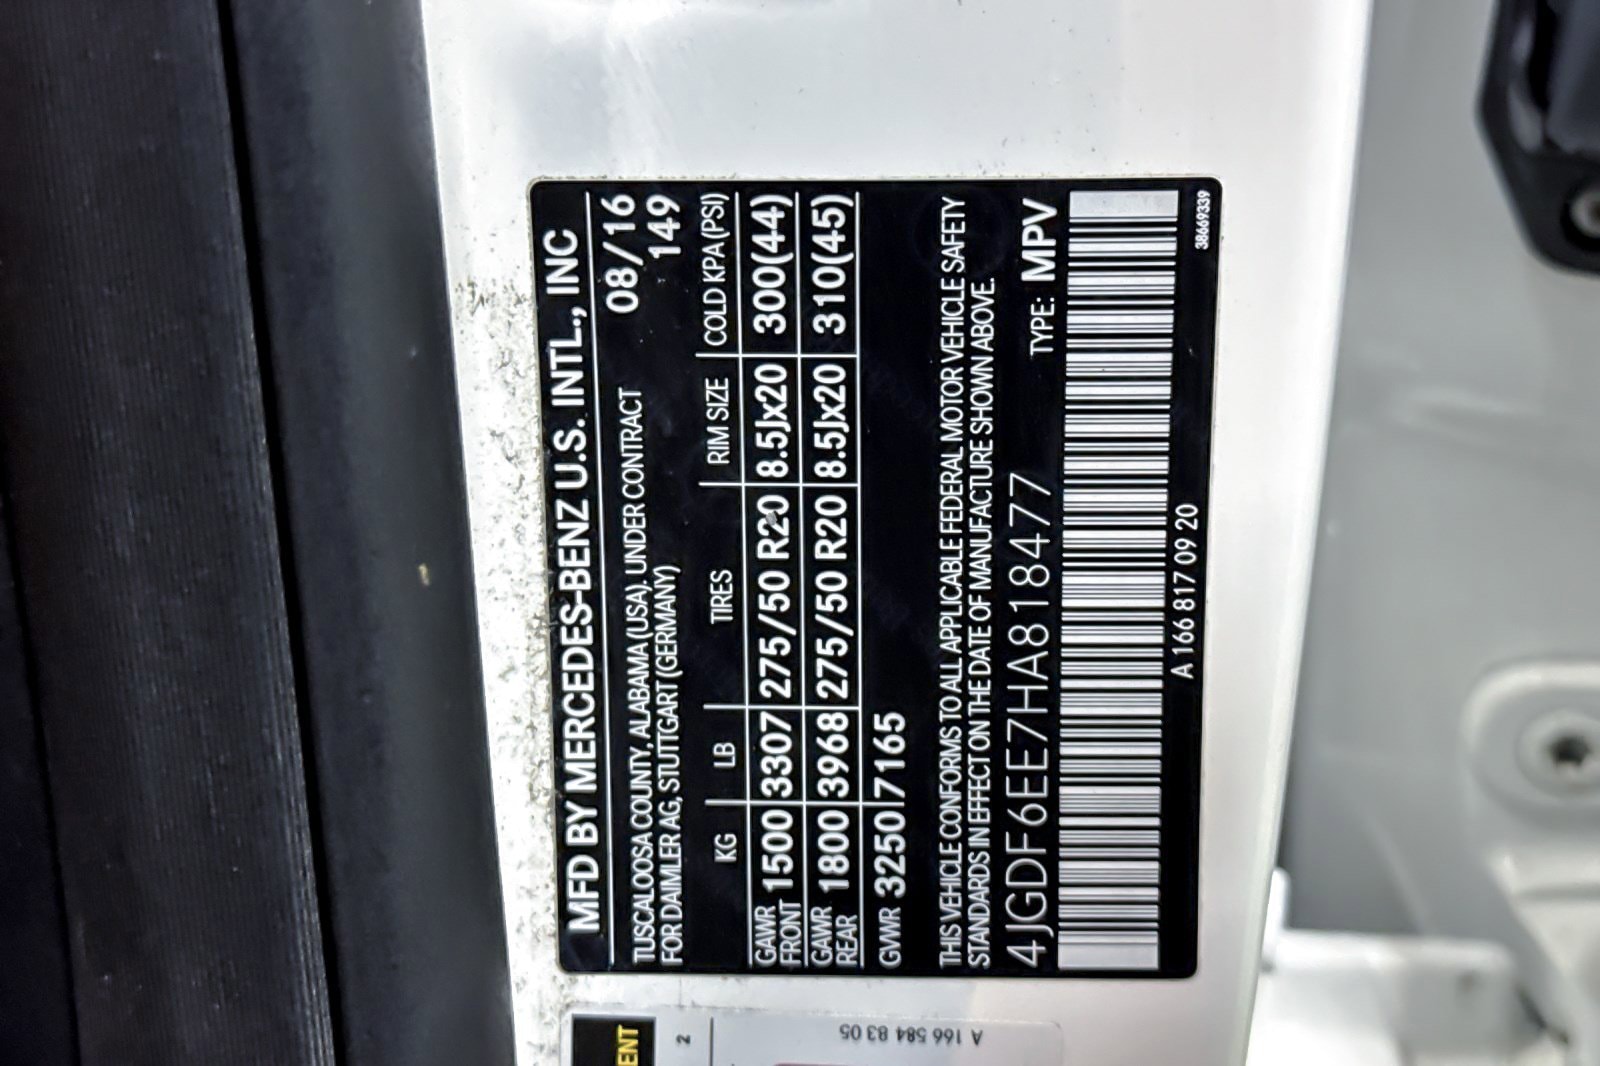 MFD BY MERCEDES-BENZ U.S. INTL., INC
TUSCALOOSA COUNTY, ALABAMA (USA). UNDER CONTRACT 08/16
FOR DAIMLER AG, STUTTGART (GERMANY) 149
KG LB TIRES RIM SIZE COLD KPA (PSI)
GAWR FRONT 1500 3307 275/50 R20 8.5Jx20 300(44)
GAWR REAR 1800 3968 275/50 R20 8.5Jx20 310(45)
GVWR 3250 7165
THIS VEHICLE CONFORMS TO ALL APPLICABLE FEDERAL MOTOR VEHICLE SAFETY
STANDARDS IN EFFECT ON THE DATE OF MANUFACTURE SHOWN ABOVE.
4JGDF6EE7HA818477 TYPE: MPV
A 166 817 09 20 38669339
ENT
2
A 166 584 83 05